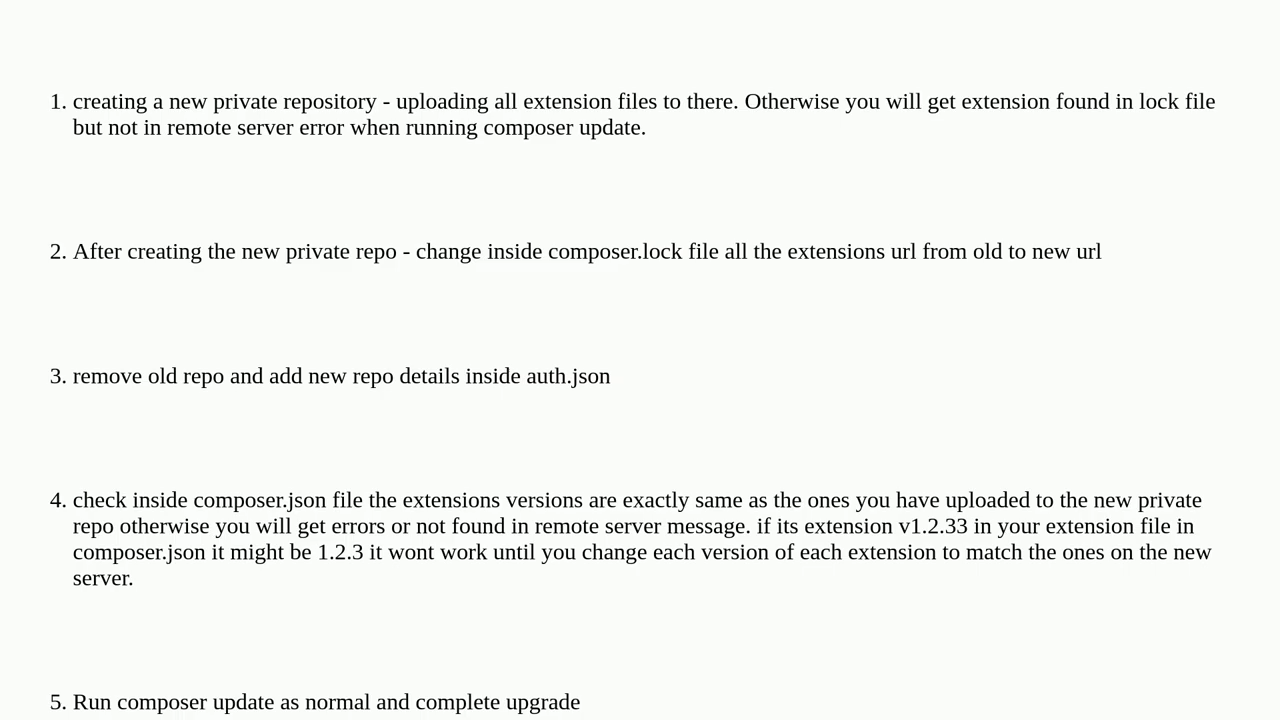 1. creating a new private repository - uploading all extension files to there. Otherwise you will get extension found in lock file
but not in remote server error when running composer update.
2. After creating the new private repo - change inside composer.lock file all the extensions url from old to new url
3. remove old repo and add new repo details inside auth.json
4. check inside composer.json file the extensions versions are exactly same as the ones you have uploaded to the new private
repo otherwise you will get errors or not found in remote server message. if its extension v1.2.33 in your extension file in
composer.json it might be 1.2.3 it wont work until you change each version of each extension to match the ones on the new
server.
5. Run composer update as normal and complete upgrade